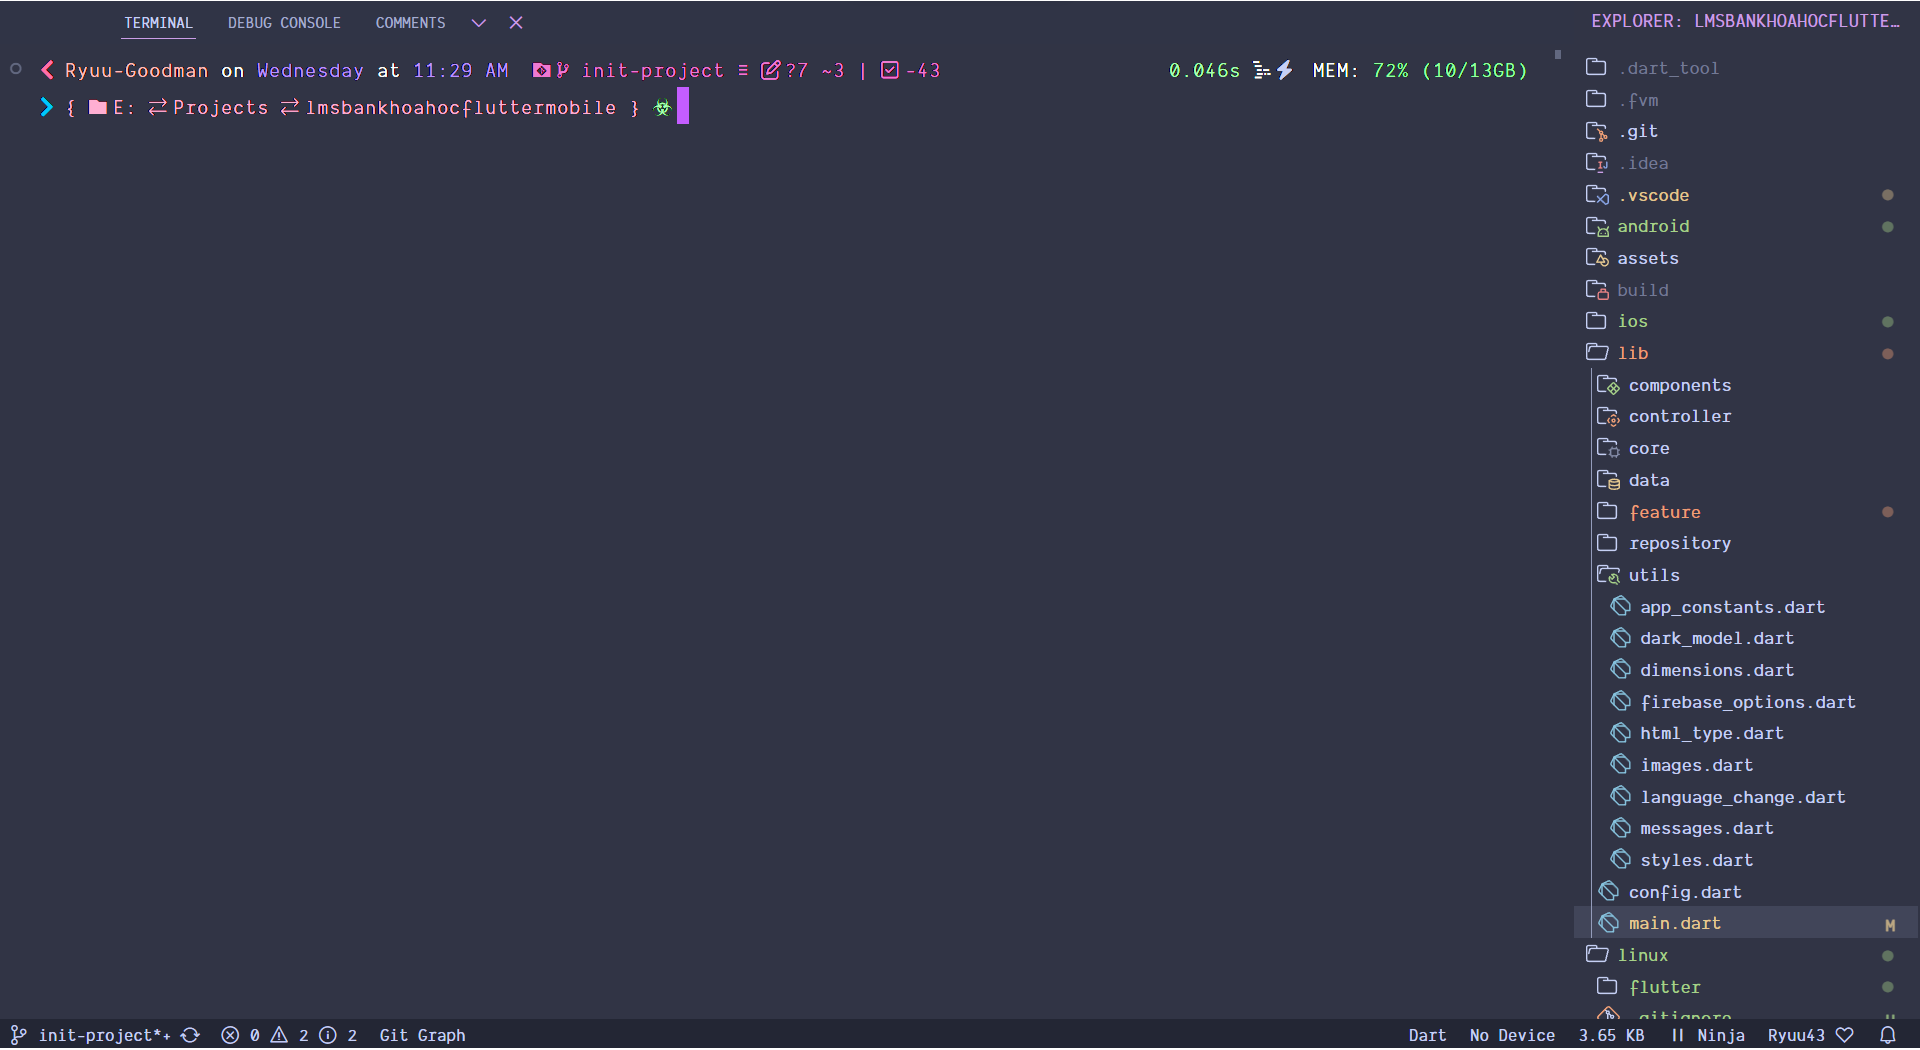 TERMINAL DEBUG CONSOLE COMMENTS
Ryuu-Goodman on Wednesday at 11:29 AM init-project ≡ ?7 ~3 | -43 0.046s MEM: 72% (10/13GB)
{ E: ⇄ Projects ⇄ lmsbankhoahocfluttermobile }
EXPLORER: LMSBANKHOAHOCFLUTTE…
.dart_tool
.fvm
.git
.idea
.vscode
android
assets
build
ios
lib
components
controller
core
data
feature
repository
utils
app_constants.dart
dark_model.dart
dimensions.dart
firebase_options.dart
html_type.dart
images.dart
language_change.dart
messages.dart
styles.dart
config.dart
main.dart M
linux
flutter
.gitignore U
init-project*+ 0 2 2 Git Graph Dart No Device 3.65 KB Ninja Ryuu43